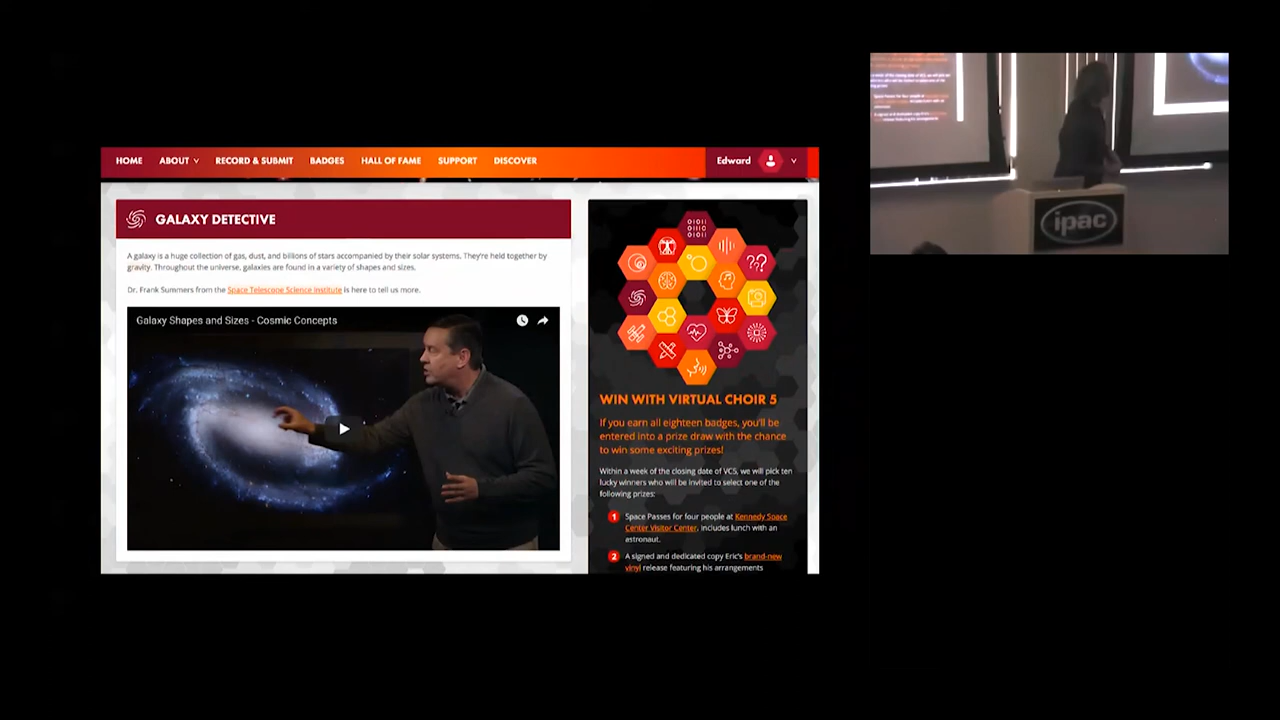 HOME ABOUT RECORD & SUBMIT BADGES HALL OF FAME SUPPORT DISCOVER Edward
GALAXY DETECTIVE
A galaxy is a huge collection of gas, dust, and billions of stars accompanied by their solar systems. They're held together by
gravity. Throughout the universe, galaxies are found in a variety of shapes and sizes.
Dr. Frank Summers from the Space Telescope Science Institute is here to tell us more.
Galaxy Shapes and Sizes - Cosmic Concepts
WIN WITH VIRTUAL CHOIR 5
If you earn all eighteen badges, you'll be
entered into a prize draw with the chance
to win some exciting prizes!
Within a week of the closing date of VC5, we will pick ten
lucky winners who will be invited to select one of the
following prizes:
1 Space Passes for four people at Kennedy Space
Center Visitor Center. Includes lunch with an
astronaut.
2 A signed and dedicated copy Eric's brand-new
vinyl release featuring his arrangements
ipac